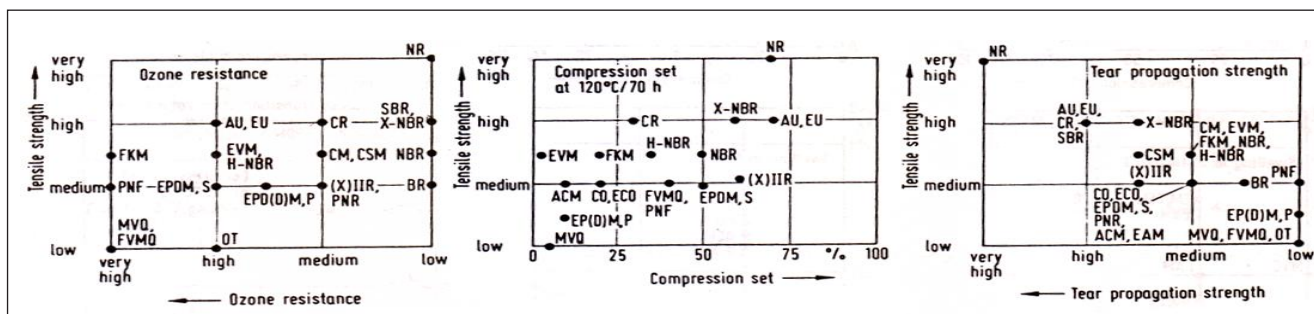 very high
high
medium
low
Tensile strength
Ozone resistance
NR
SBR,
X-NBR
AU, EU
CR
FKM
EVM,
H-NBR
CM, CSM NBR
PNF
EPDM, S
EPD(D)M,P
(X)IIR,
PNR
BR
MVQ,
FVMQ
OT
very high
high
medium
low
Ozone resistance
very high
high
medium
low
Tensile strength
Compression set
at 120°C/70 h
NR
X-NBR
CR
AU, EU
H-NBR
EVM
FKM
NBR
(X)IIR
ACM
CO, ECO
FVMQ,
PNF
EPDM, S
EP(D)M,P
MVQ
0
25
50
75
%
100
Compression set
very high
high
medium
low
Tensile strength
NR
Tear propagation strength
AU, EU,
CR,
SBR
X-NBR
CM, EVM,
FKM, NBR,
H-NBR
CSM
(X)IIR
PNF
BR
CO, ECO,
EPDM, S,
PNR,
ACM, EAM
EP(D)M,P
MVQ, FVMQ, OT
very high
high
medium
low
Tear propagation strength